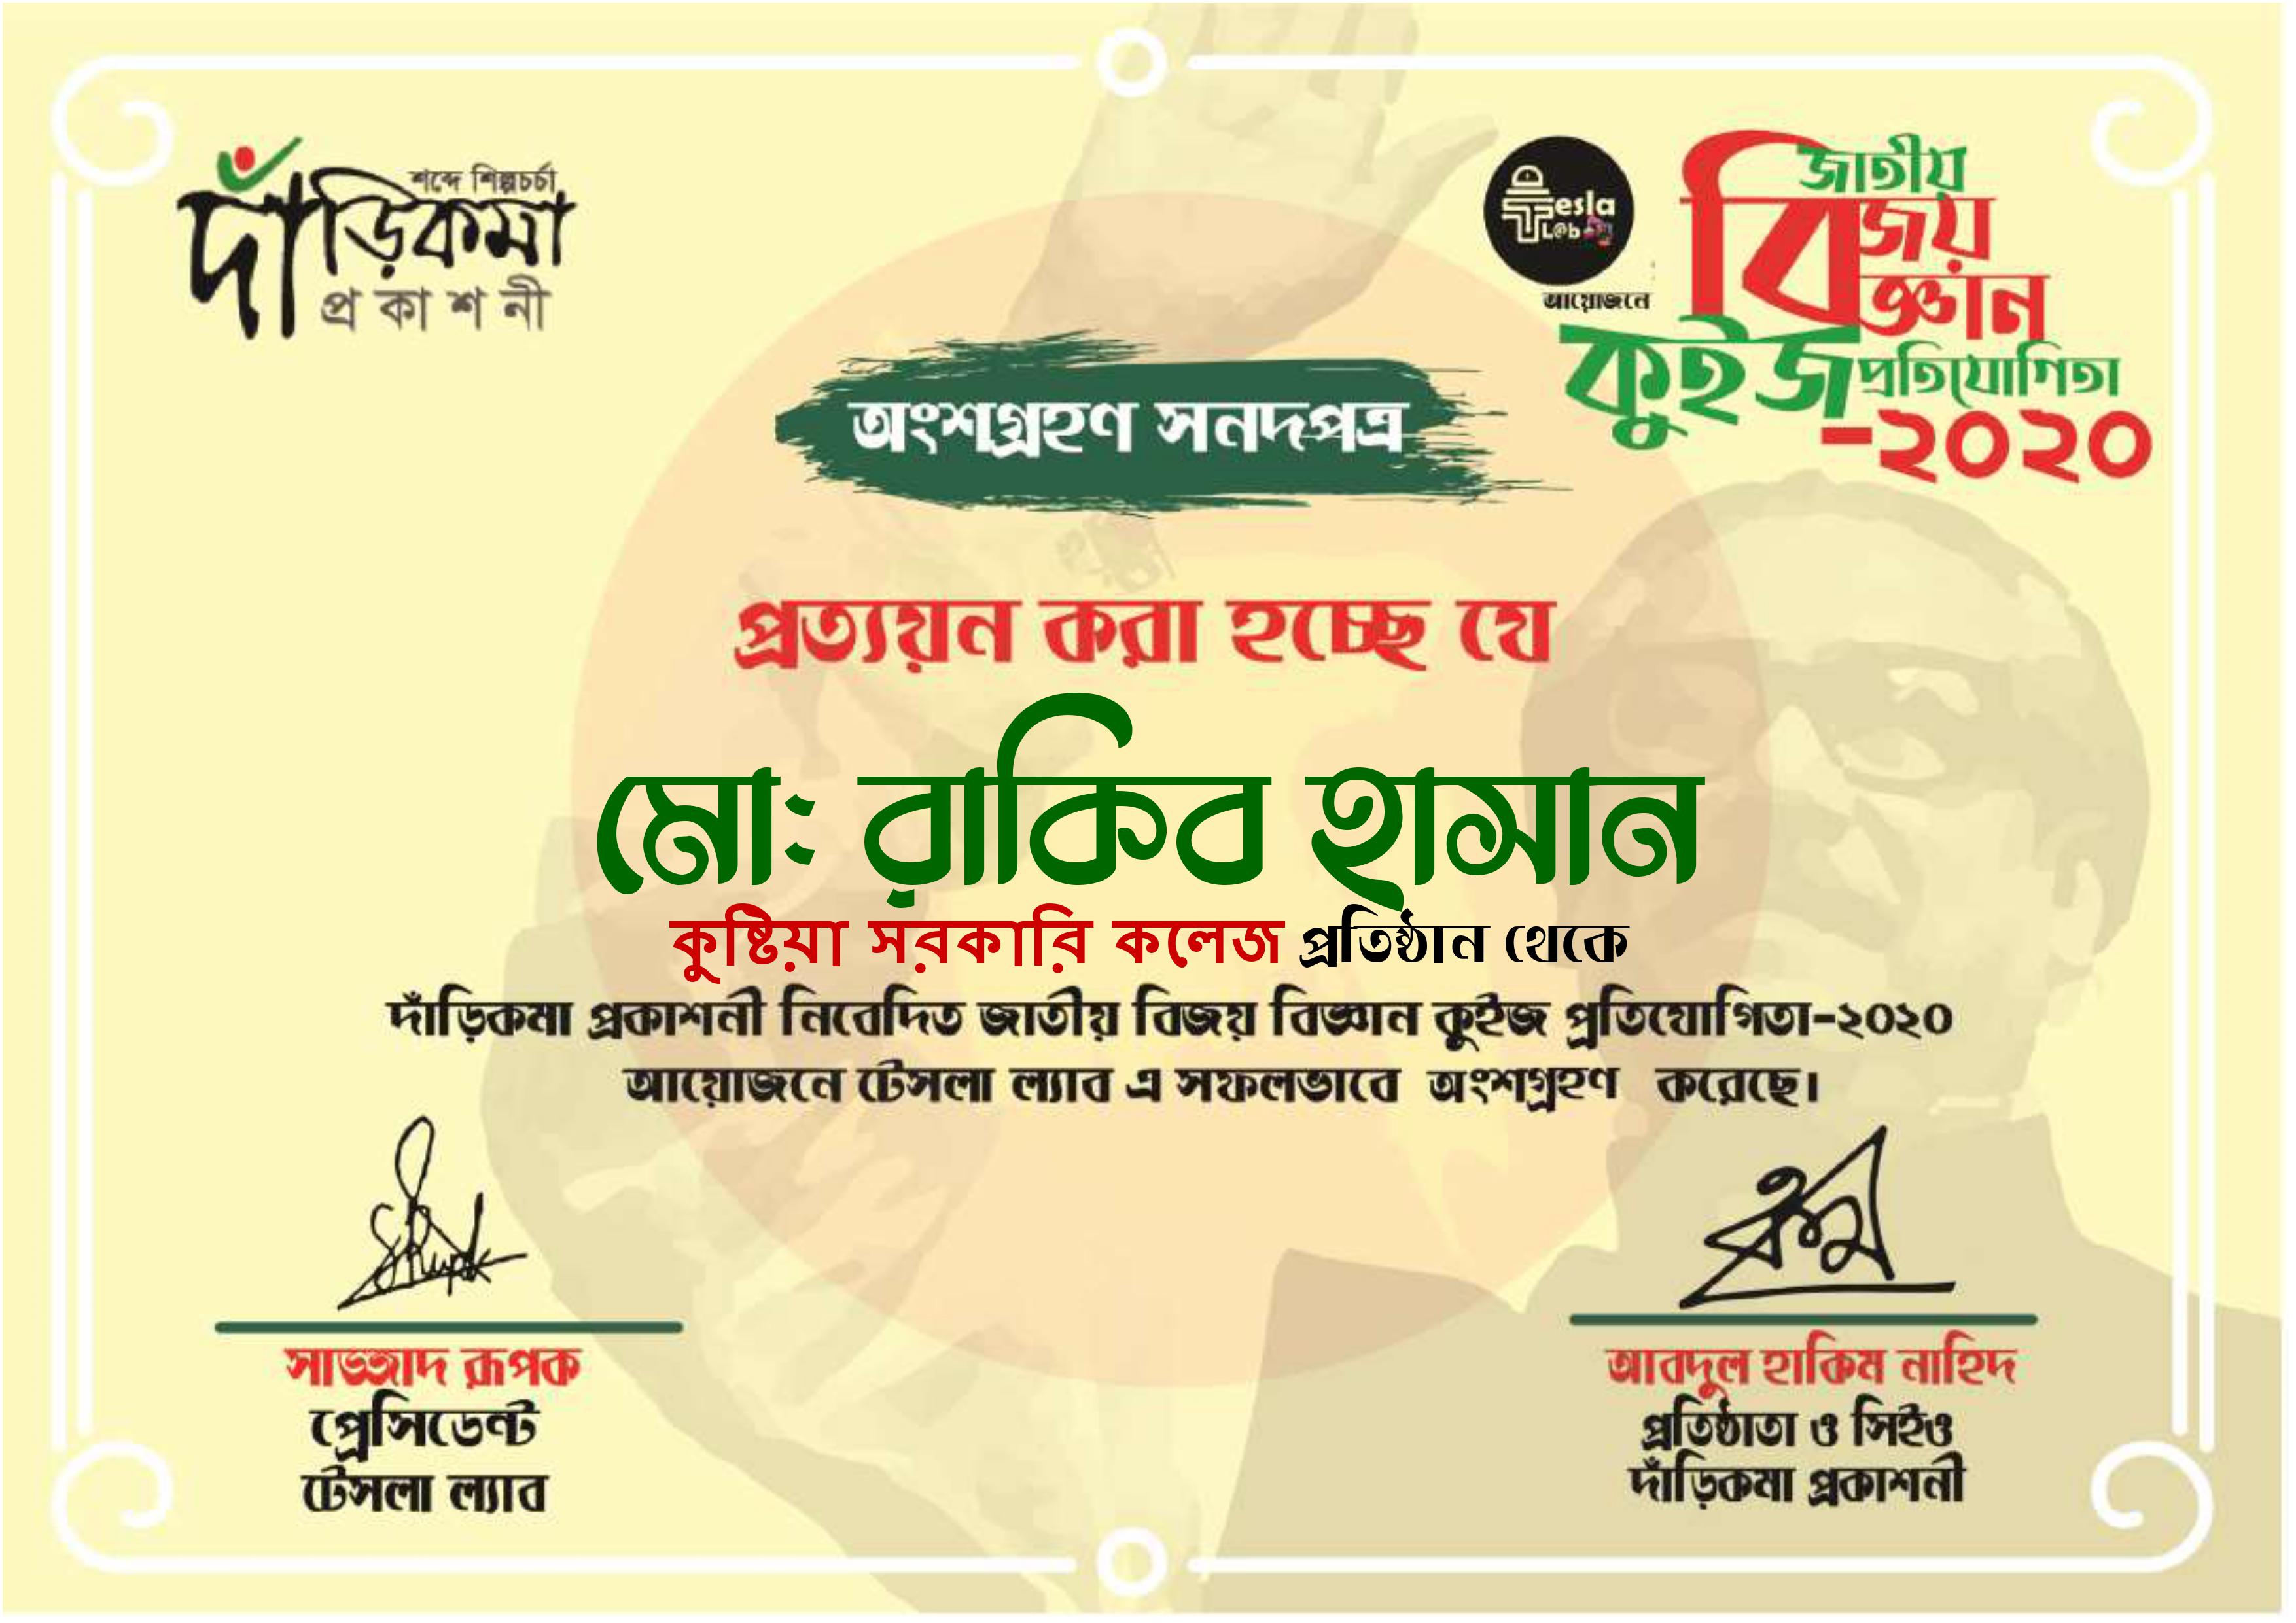 শব্দে শিল্পচর্চা
দাঁড়িকমা
প্রকাশনী
Tesla
L@b
আয়োজনে
জাতীয়
বিজয়
বিজ্ঞান
কুইজ প্রতিযোগিতা
-২০২০
অংশগ্রহণ সনদপত্র
প্রত্যয়ন করা হচ্ছে যে
মো: রাকিব হাসান
কুষ্টিয়া সরকারি কলেজ প্রতিষ্ঠান থেকে
দাঁড়িকমা প্রকাশনী নিবেদিত জাতীয় বিজয় বিজ্ঞান কুইজ প্রতিযোগিতা-২০২০
আয়োজনে টেসলা ল্যাব এ সফলভাবে অংশগ্রহণ করেছে।
সাজ্জাদ রূপক
প্রেসিডেন্ট
টেসলা ল্যাব
আবদুল হাকিম নাহিদ
প্রতিষ্ঠাতা ও সিইও
দাঁড়িকমা প্রকাশনী